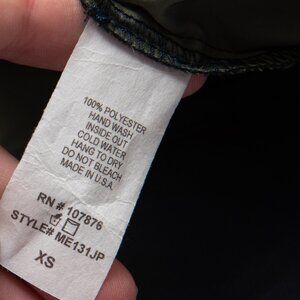 100% POLYESTER
HAND WASH
INSIDE OUT
COLD WATER
HANG TO DRY
DO NOT BLEACH
MADE IN U.S.A.
RN # 107876
STYLE# ME131JP
XS